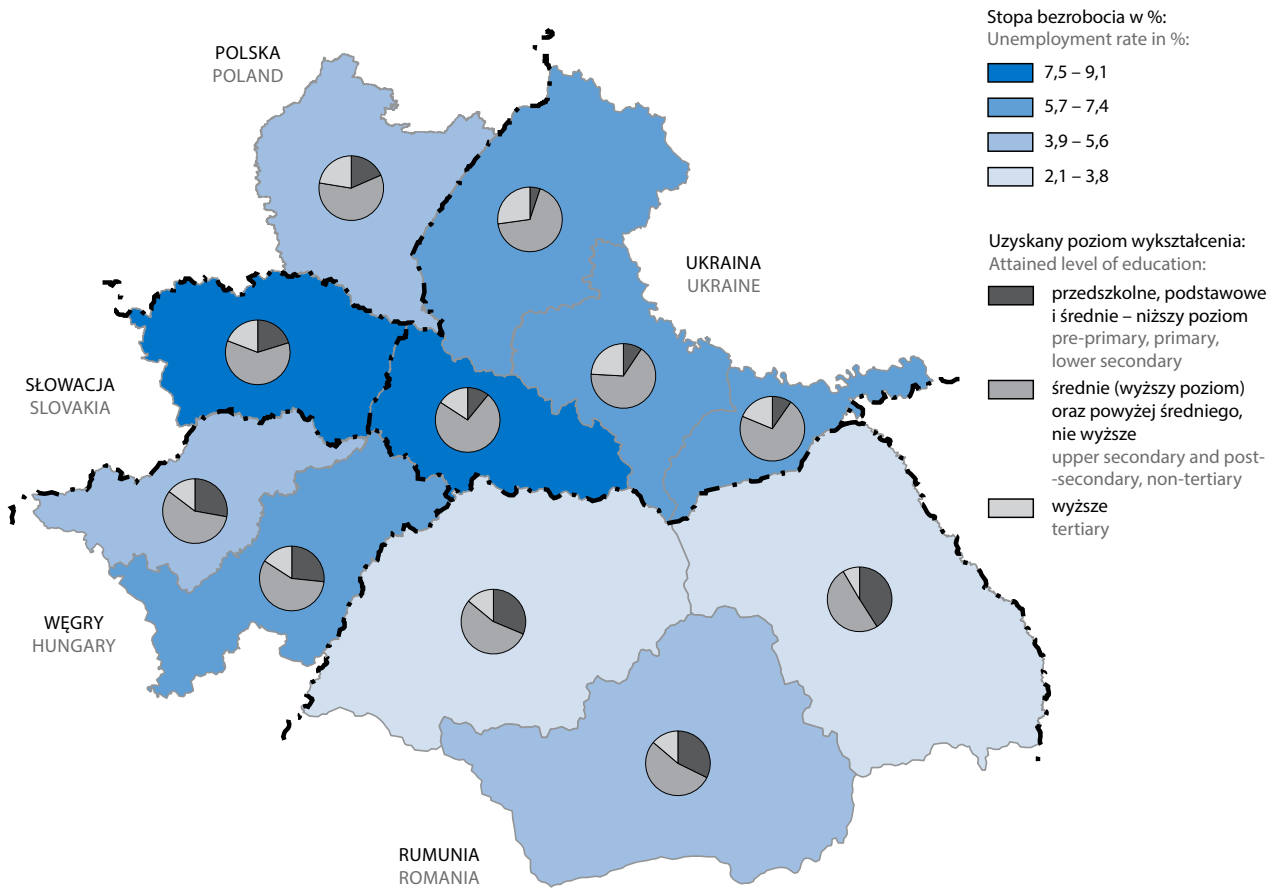 POLSKA
POLAND
UKRAINA
UKRAINE
SŁOWACJA
SLOVAKIA
WĘGRY
HUNGARY
RUMUNIA
ROMANIA
Stopa bezrobocia w %:
Unemployment rate in %:
7,5 – 9,1
5,7 – 7,4
3,9 – 5,6
2,1 – 3,8
Uzyskany poziom wykształcenia:
Attained level of education:
przedszkolne, podstawowe
i średnie – niższy poziom
pre-primary, primary,
lower secondary
średnie (wyższy poziom)
oraz powyżej średniego,
nie wyższe
upper secondary and post-
-secondary, non-tertiary
wyższe
tertiary